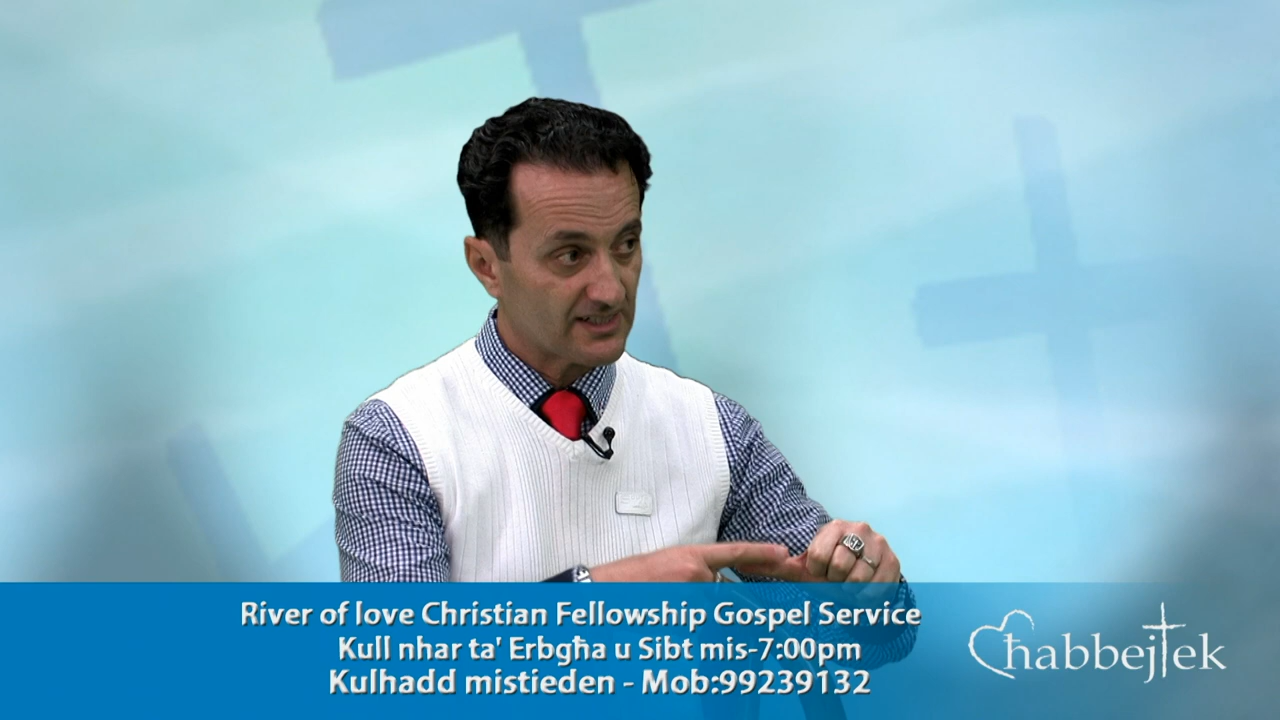 River of love Christian Fellowship Gospel Service
Kull nhar ta' Erbgħa u Sibt mis-7:00pm
Kulhadd mistieden - Mob:99239132
Ħabbejtek